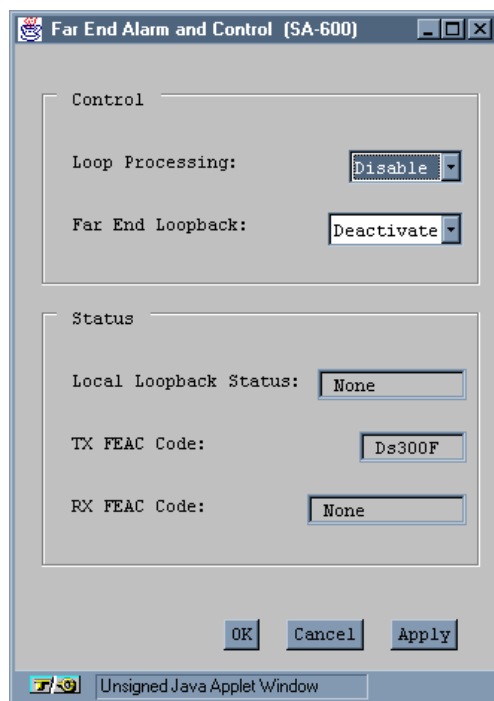 Far End Alarm and Control (SA-600)
Control
Loop Processing: Disable
Far End Loopback: Deactivate
Status
Local Loopback Status: None
TX FEAC Code: Ds300F
RX FEAC Code: None
OK Cancel Apply
Unsigned Java Applet Window